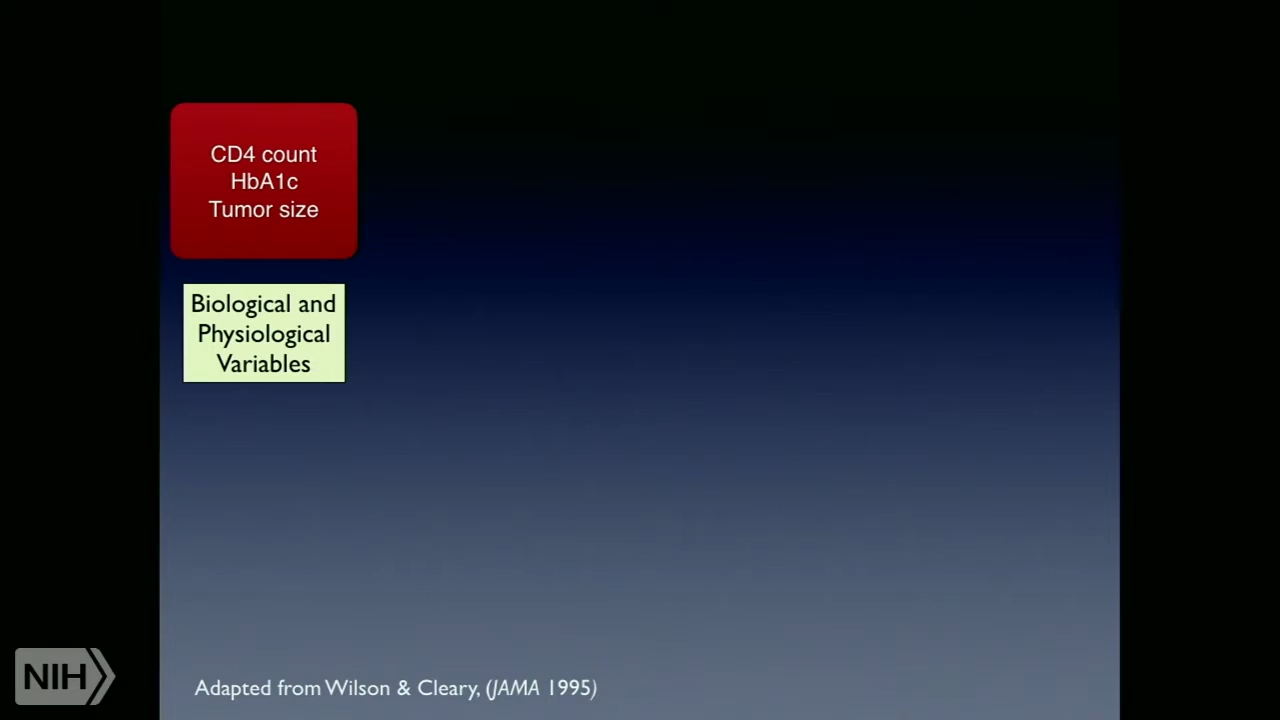 CD4 count
HbA1c
Tumor size
Biological and
Physiological
Variables
Adapted from Wilson & Cleary, (JAMA 1995)
NIH